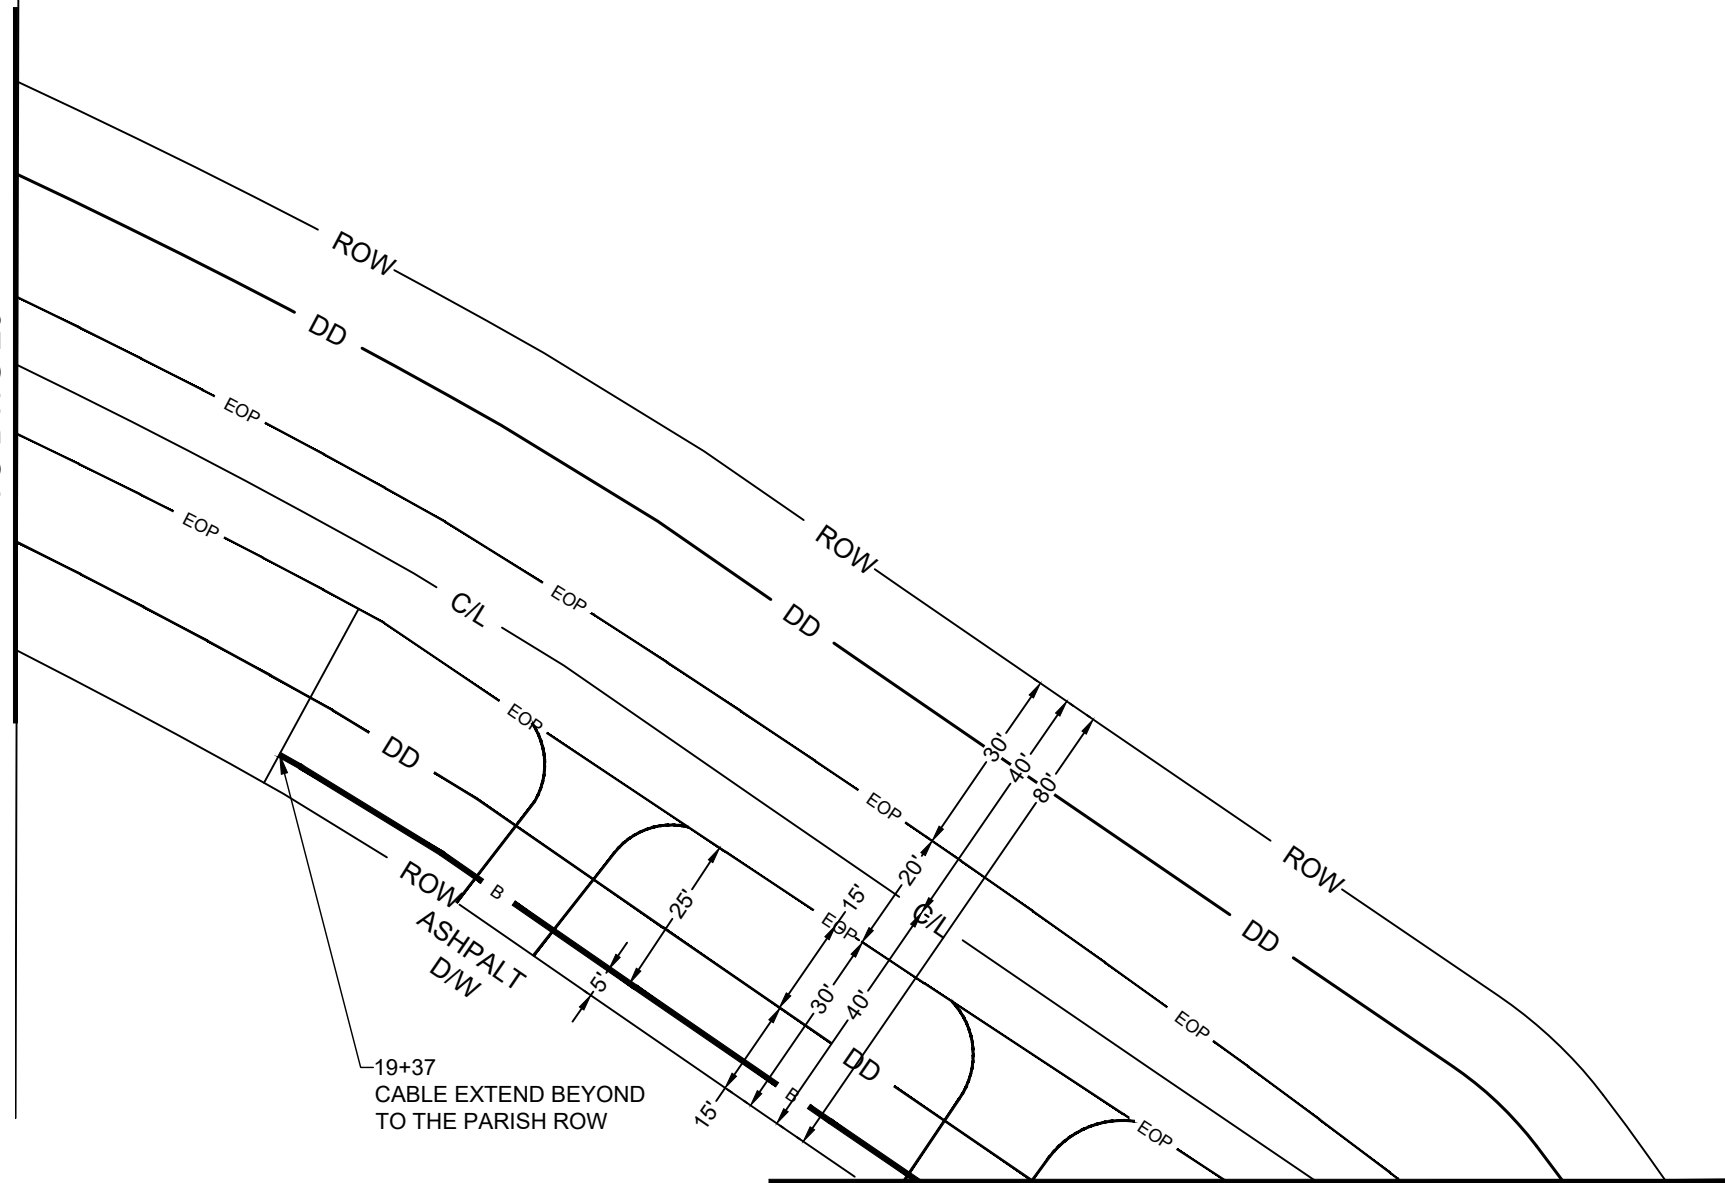 ROW
DD
EOP
EOP
C/L
ROW
EOP
DD
EOP
DD
30'
40'
80'
EOP
20'
15'
EOP
C/L
ROW
B
ROW
25'
ASHPALT
D/W
5'
DD
30'
40'
EOP
DD
19+37
CABLE EXTEND BEYOND
TO THE PARISH ROW
B
15'
EOP